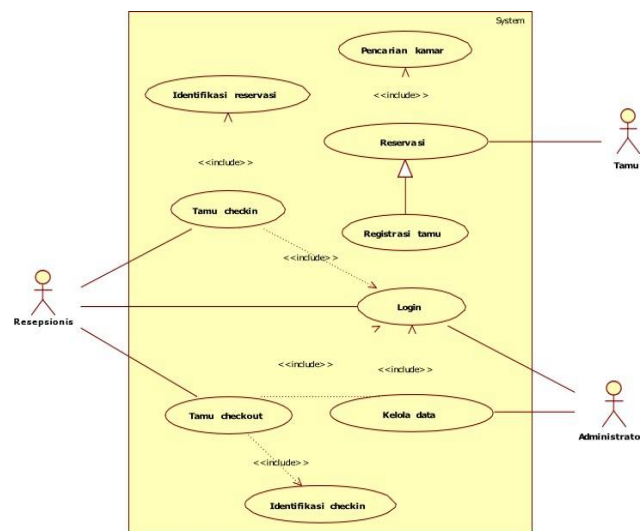 System
Pencarian kamar
Identifikasi reservasi
<<include>>
Reservasi
Tamu
<<include>>
Tamu checkin
Registrasi tamu
<<include>>
Login
Resepsionis
<<include>>
<<include>>
Tamu checkout
Kelola data
Administrato
<<include>>
Identifikasi checkin